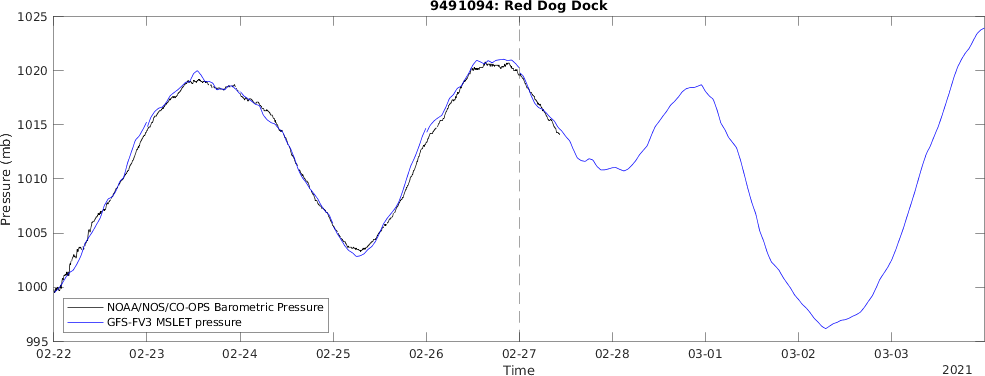 9491094: Red Dog Dock
Pressure (mb)
1025
1020
1015
1010
1005
1000
995
NOAA/NOS/CO-OPS Barometric Pressure
GFS-FV3 MSLET pressure
02-22 02-23 02-24 02-25 02-26 02-27 02-28 03-01 03-02 03-03
Time
2021